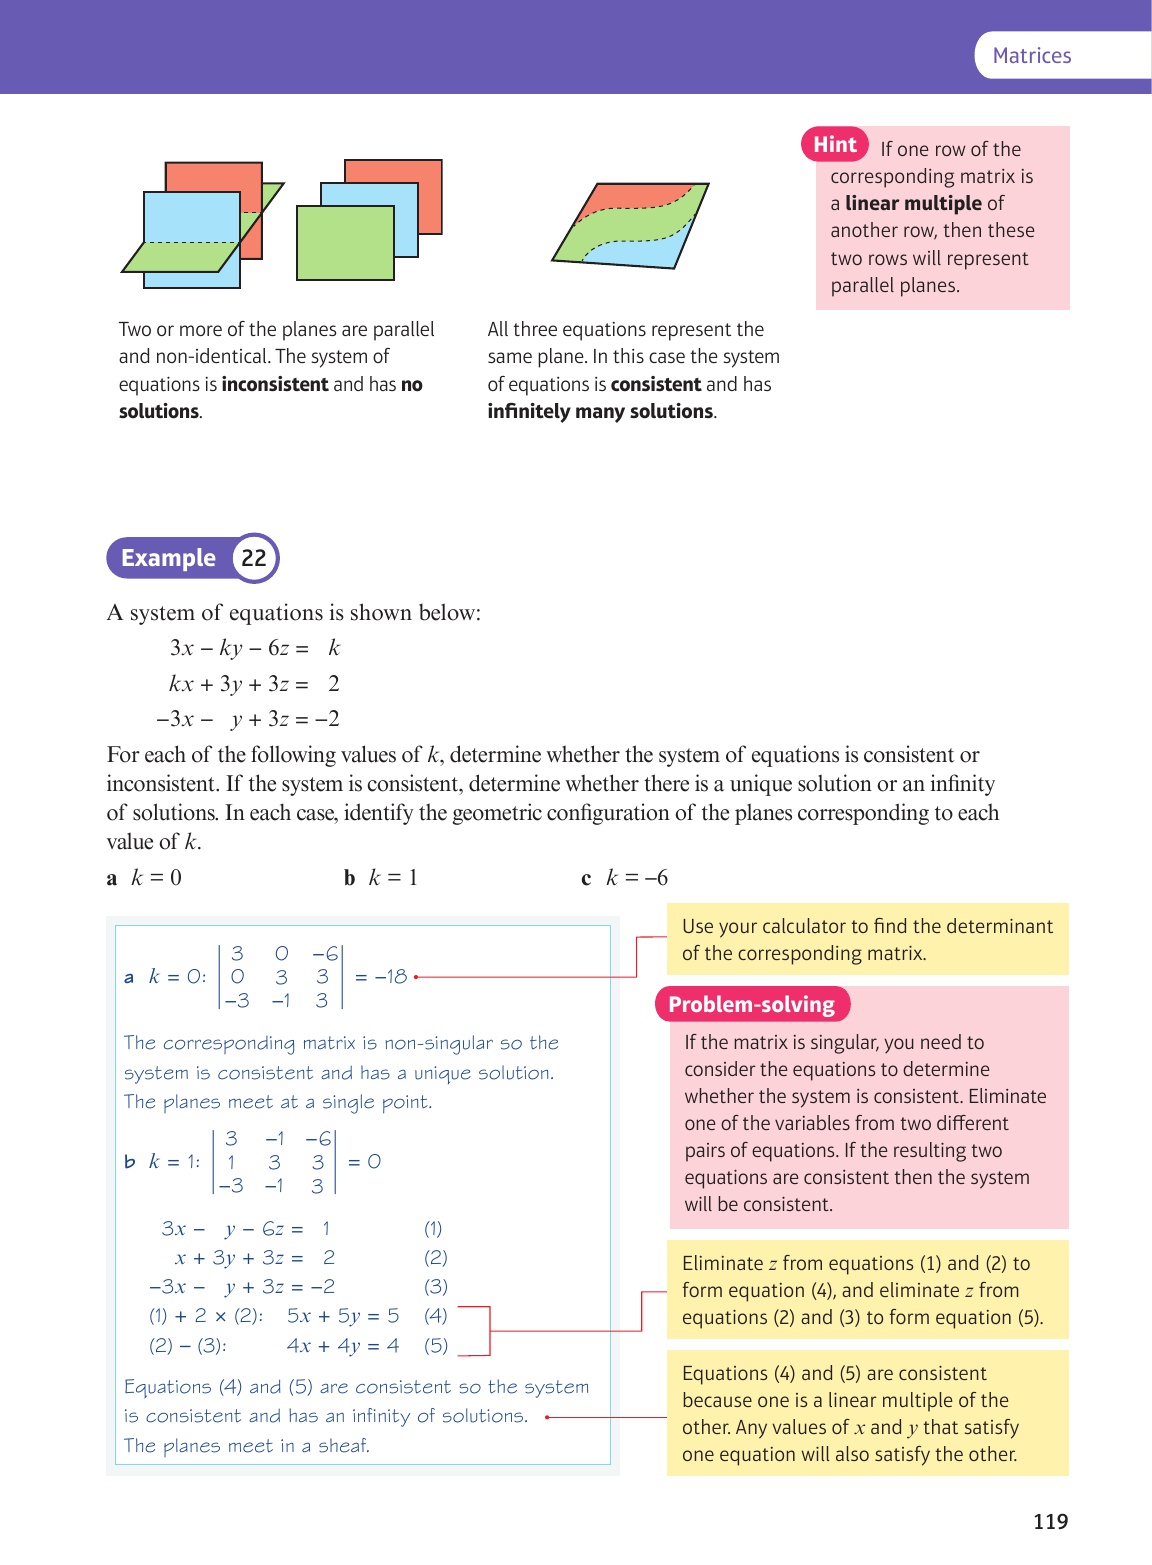 Matrices
Hint If one row of the
corresponding matrix is
a linear multiple of
another row, then these
two rows will represent
parallel planes.
Two or more of the planes are parallel
and non-identical. The system of
equations is inconsistent and has no
solutions.
All three equations represent the
same plane. In this case the system
of equations is consistent and has
infinitely many solutions.
Example 22
A system of equations is shown below:
3x − ky − 6z = k
kx + 3y + 3z = 2
−3x − y + 3z = −2
For each of the following values of k, determine whether the system of equations is consistent or
inconsistent. If the system is consistent, determine whether there is a unique solution or an infinity
of solutions. In each case, identify the geometric configuration of the planes corresponding to each
value of k.
a k = 0 b k = 1 c k = −6
3 0 −6
a k = 0: 0 3 3 = −18
−3 −1 3
The corresponding matrix is non-singular so the
system is consistent and has a unique solution.
The planes meet at a single point.
3 −1 −6
b k = 1: 1 3 3 = 0
−3 −1 3
3x − y − 6z = 1 (1)
x + 3y + 3z = 2 (2)
−3x − y + 3z = −2 (3)
(1) + 2 × (2): 5x + 5y = 5 (4)
(2) − (3): 4x + 4y = 4 (5)
Equations (4) and (5) are consistent so the system
is consistent and has an infinity of solutions.
The planes meet in a sheaf.
Use your calculator to find the determinant
of the corresponding matrix.
Problem-solving
If the matrix is singular, you need to
consider the equations to determine
whether the system is consistent. Eliminate
one of the variables from two different
pairs of equations. If the resulting two
equations are consistent then the system
will be consistent.
Eliminate z from equations (1) and (2) to
form equation (4), and eliminate z from
equations (2) and (3) to form equation (5).
Equations (4) and (5) are consistent
because one is a linear multiple of the
other. Any values of x and y that satisfy
one equation will also satisfy the other.
119